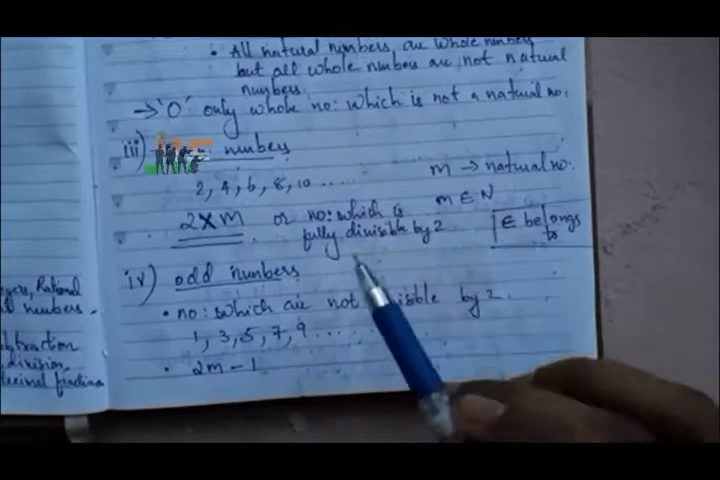 • All natural numbers are whole numbers
but all whole numbers are not natural
numbers.
→ '0' only whole no: which is not a natural no:
iii) numbers
2, 4, 6, 8, 10 .....
m → natural no:
m ∈ N
2×m or no: which is
fully divisible by 2
∈ belongs
to
iv) odd numbers
• no: which are not by 2.
1, 3, 5, 7, 9 .....
• 2m - 1
Rational
numbers.
division,
decimal fraction